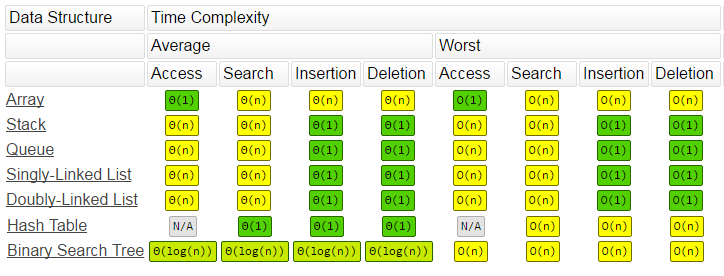 Data Structure Time Complexity
Average Worst
Access Search Insertion Deletion Access Search Insertion Deletion
Array Θ(1) Θ(n) Θ(n) Θ(n) O(1) O(n) O(n) O(n)
Stack Θ(n) Θ(n) Θ(1) Θ(1) O(n) O(n) O(1) O(1)
Queue Θ(n) Θ(n) Θ(1) Θ(1) O(n) O(n) O(1) O(1)
Singly-Linked List Θ(n) Θ(n) Θ(1) Θ(1) O(n) O(n) O(1) O(1)
Doubly-Linked List Θ(n) Θ(n) Θ(1) Θ(1) O(n) O(n) O(1) O(1)
Hash Table N/A Θ(1) Θ(1) Θ(1) N/A O(n) O(n) O(n)
Binary Search Tree Θ(log(n)) Θ(log(n)) Θ(log(n)) Θ(log(n)) O(n) O(n) O(n) O(n)